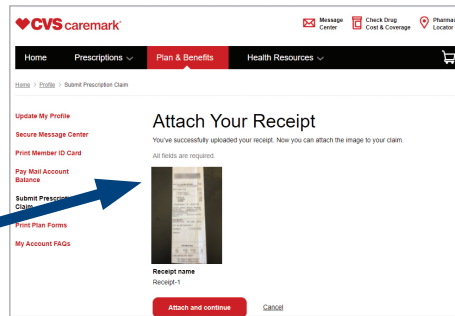 CVS caremark®
Message Center
Check Drug Cost & Coverage
Pharmac
Locator
Home
Prescriptions
Plan & Benefits
Health Resources
Home > Profile > Submit Prescription Claim
Update My Profile
Secure Message Center
Print Member ID Card
Pay Mail Account
Balance
Submit Prescript
Claim
Print Plan Forms
My Account FAQs
Attach Your Receipt
You've successfully uploaded your receipt. Now you can attach the image to your claim.
All fields are required.
Receipt name
Receipt-1
Attach and continue
Cancel